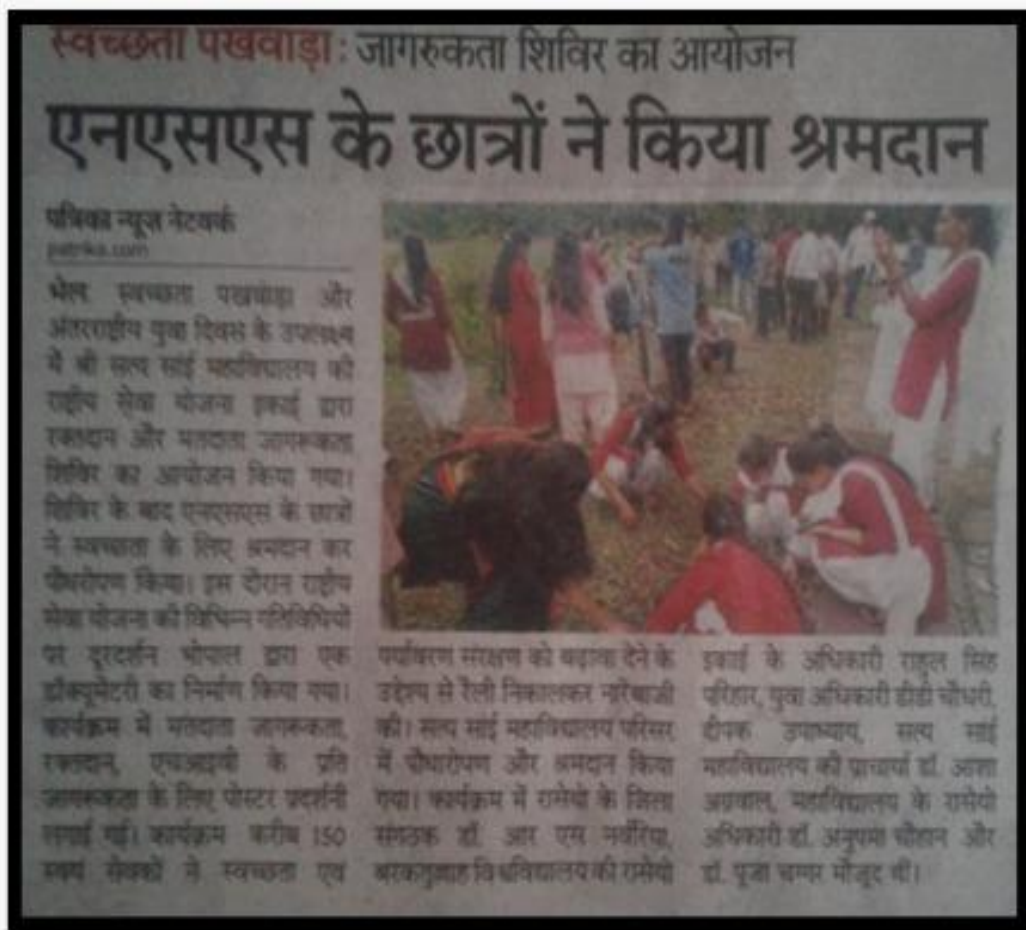 स्वच्छता पखवाड़ा: जागरुकता शिविर का आयोजन
एनएसएस के छात्रों ने किया श्रमदान
पत्रिका न्यूज़ नेटवर्क
patrika.com
भेल. स्वच्छता पखवाड़ा और
अंतरराष्ट्रीय युवा दिवस के उपलक्ष्य
में श्री सत्य सांई महाविद्यालय की
राष्ट्रीय सेवा योजना इकाई द्वारा
रक्तदान और मतदाता जागरूकता
शिविर का आयोजन किया गया।
शिविर के बाद एनएसएस के छात्रों
ने स्वच्छता के लिए श्रमदान कर
पौधरोपण किया। इस दौरान राष्ट्रीय
सेवा योजना की विभिन्न गतिविधियों
पर दूरदर्शन भोपाल द्वारा एक
डॉक्यूमेंटरी का निर्माण किया गया।
कार्यक्रम में मतदाता जागरूकता,
रक्तदान, एचआइवी के प्रति
जागरूकता के लिए पोस्टर प्रदर्शनी
लगाई गई। कार्यक्रम करीब 150
स्वयं सेवकों ने स्वच्छता एवं
पर्यावरण संरक्षण को बढ़ावा देने के
उद्देश्य से रैली निकालकर नारेबाजी
की। सत्य सांई महाविद्यालय परिसर
में पौधारोपण और श्रमदान किया
गया। कार्यक्रम में रासेयो के जिला
संगठक डॉ. आर एस नर्वरिया,
बरकतुल्लाह विश्वविद्यालय की रासेयो
इकाई के अधिकारी राहुल सिंह
परिहार, युवा अधिकारी डीडी चौधरी,
दीपक उपाध्याय, सत्य सांई
महाविद्यालय की प्राचार्या डॉ. आशा
अग्रवाल, महाविद्यालय के रासेयो
अधिकारी डॉ. अनुपमा चौहान और
डॉ. पूजा चग्गर मौजूद थीं।